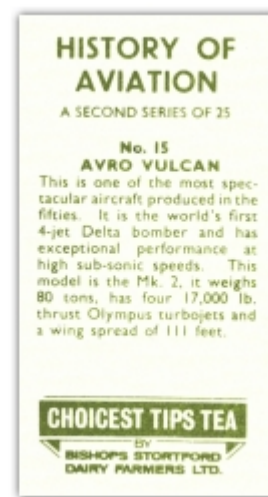 HISTORY OF
AVIATION
A SECOND SERIES OF 25
No. 15
AVRO VULCAN
This is one of the most spec-
tacular aircraft produced in the
fifties. It is the world's first
4-jet Delta bomber and has
exceptional performance at
high sub-sonic speeds. This
model is the Mk. 2, it weighs
80 tons, has four 17,000 lb.
thrust Olympus turbojets and
a wing spread of 111 feet.
CHOICEST TIPS TEA
BY
BISHOPS STORTFORD
DAIRY FARMERS LTD.